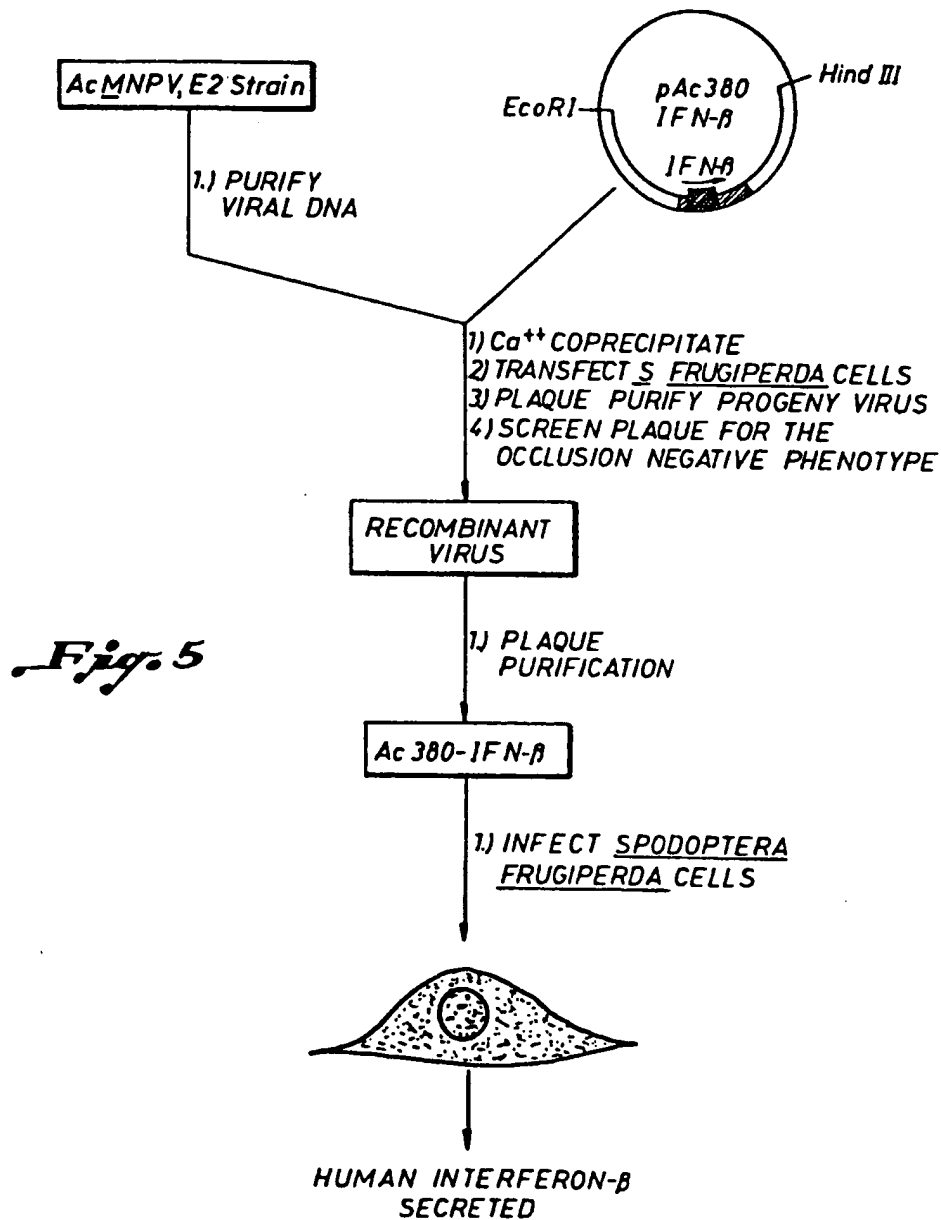 AcMNPV, E2 Strain
pAc380
IFN-β
Hind III
EcoRI
IFN-β
1.) PURIFY
VIRAL DNA
1) Ca++ COPRECIPITATE
2) TRANSFECT S FRUGIPERDA CELLS
3) PLAQUE PURIFY PROGENY VIRUS
4) SCREEN PLAQUE FOR THE
OCCLUSION NEGATIVE PHENOTYPE
RECOMBINANT
VIRUS
Fig. 5
1.) PLAQUE
PURIFICATION
Ac 380-IFN-β
1.) INFECT SPODOPTERA
FRUGIPERDA CELLS
HUMAN INTERFERON-β
SECRETED